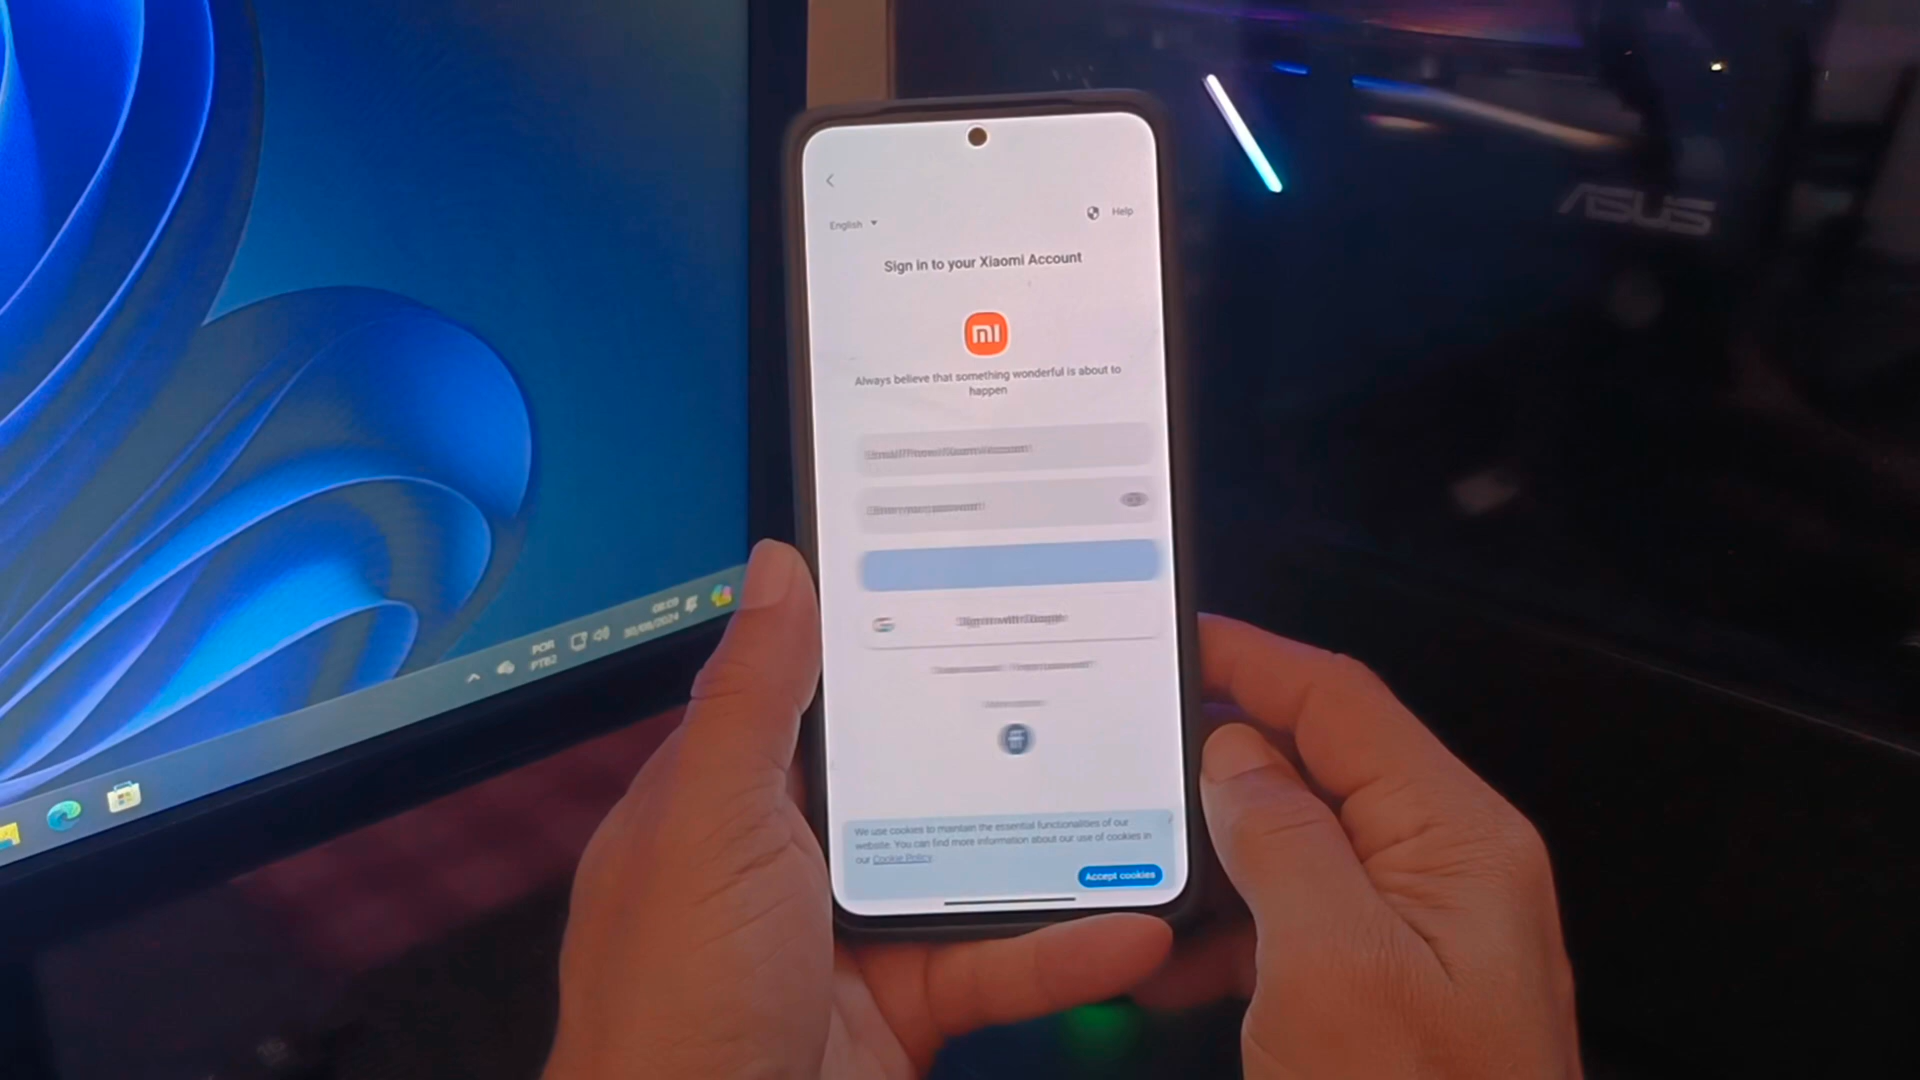 English
Help
Sign in to your Xiaomi Account
mi
Always believe that something wonderful is about to
happen
We use cookies to maintain the essential functionalities of our
website. You can find more information about our use of cookies in
our Cookie Policy.
Accept cookies
ASUS
POR
PTB2